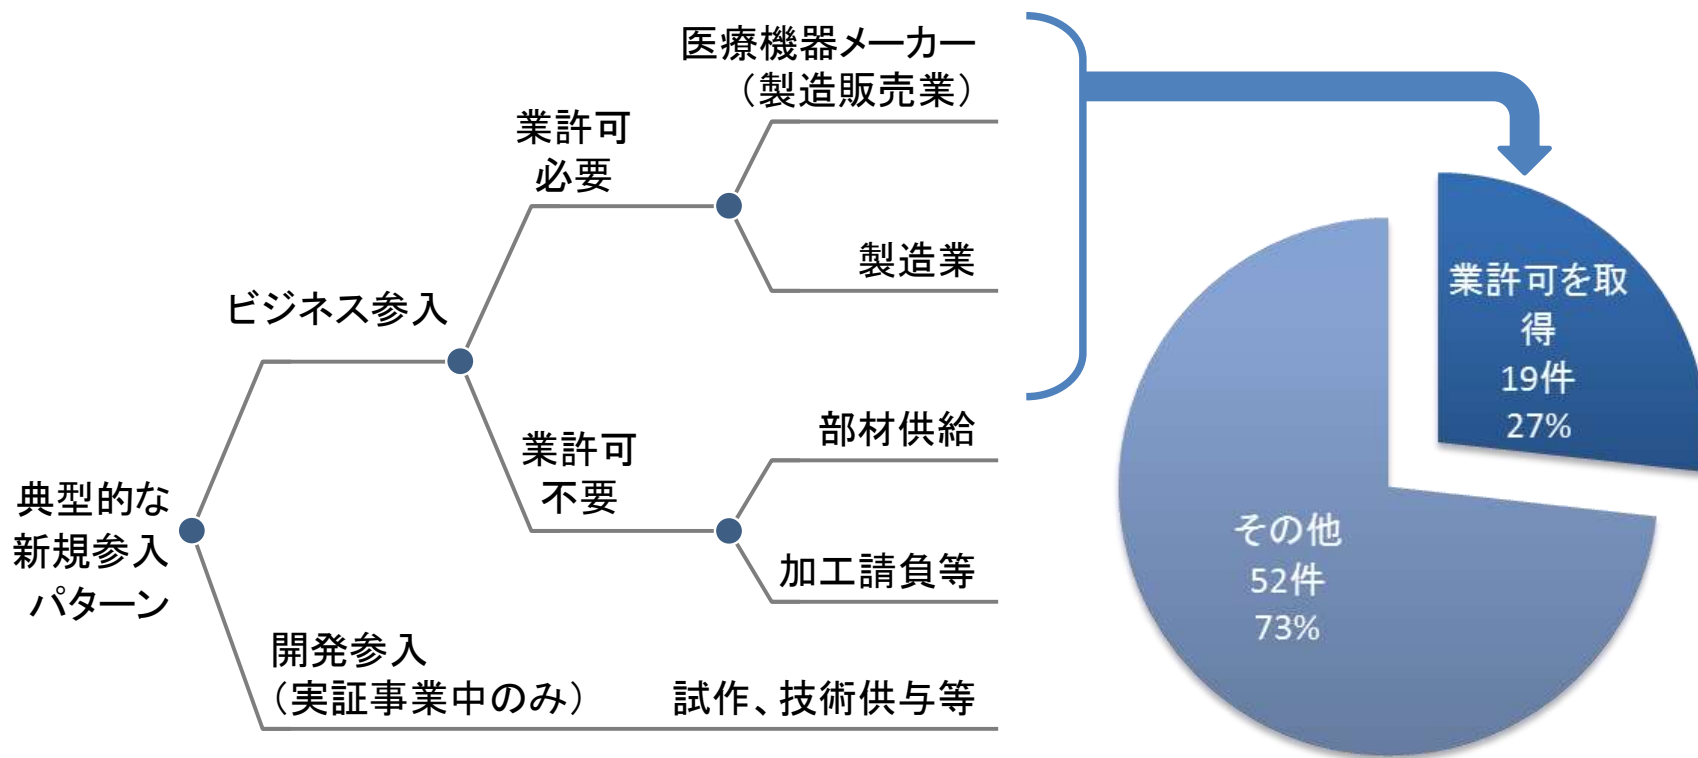 医療機器メーカー
（製造販売業）
業許可
必要
製造業
ビジネス参入
部材供給
業許可
不要
加工請負等
典型的な
新規参入
パターン
開発参入
（実証事業中のみ）
試作、技術供与等
業許可を取
得
19件
27%
その他
52件
73%